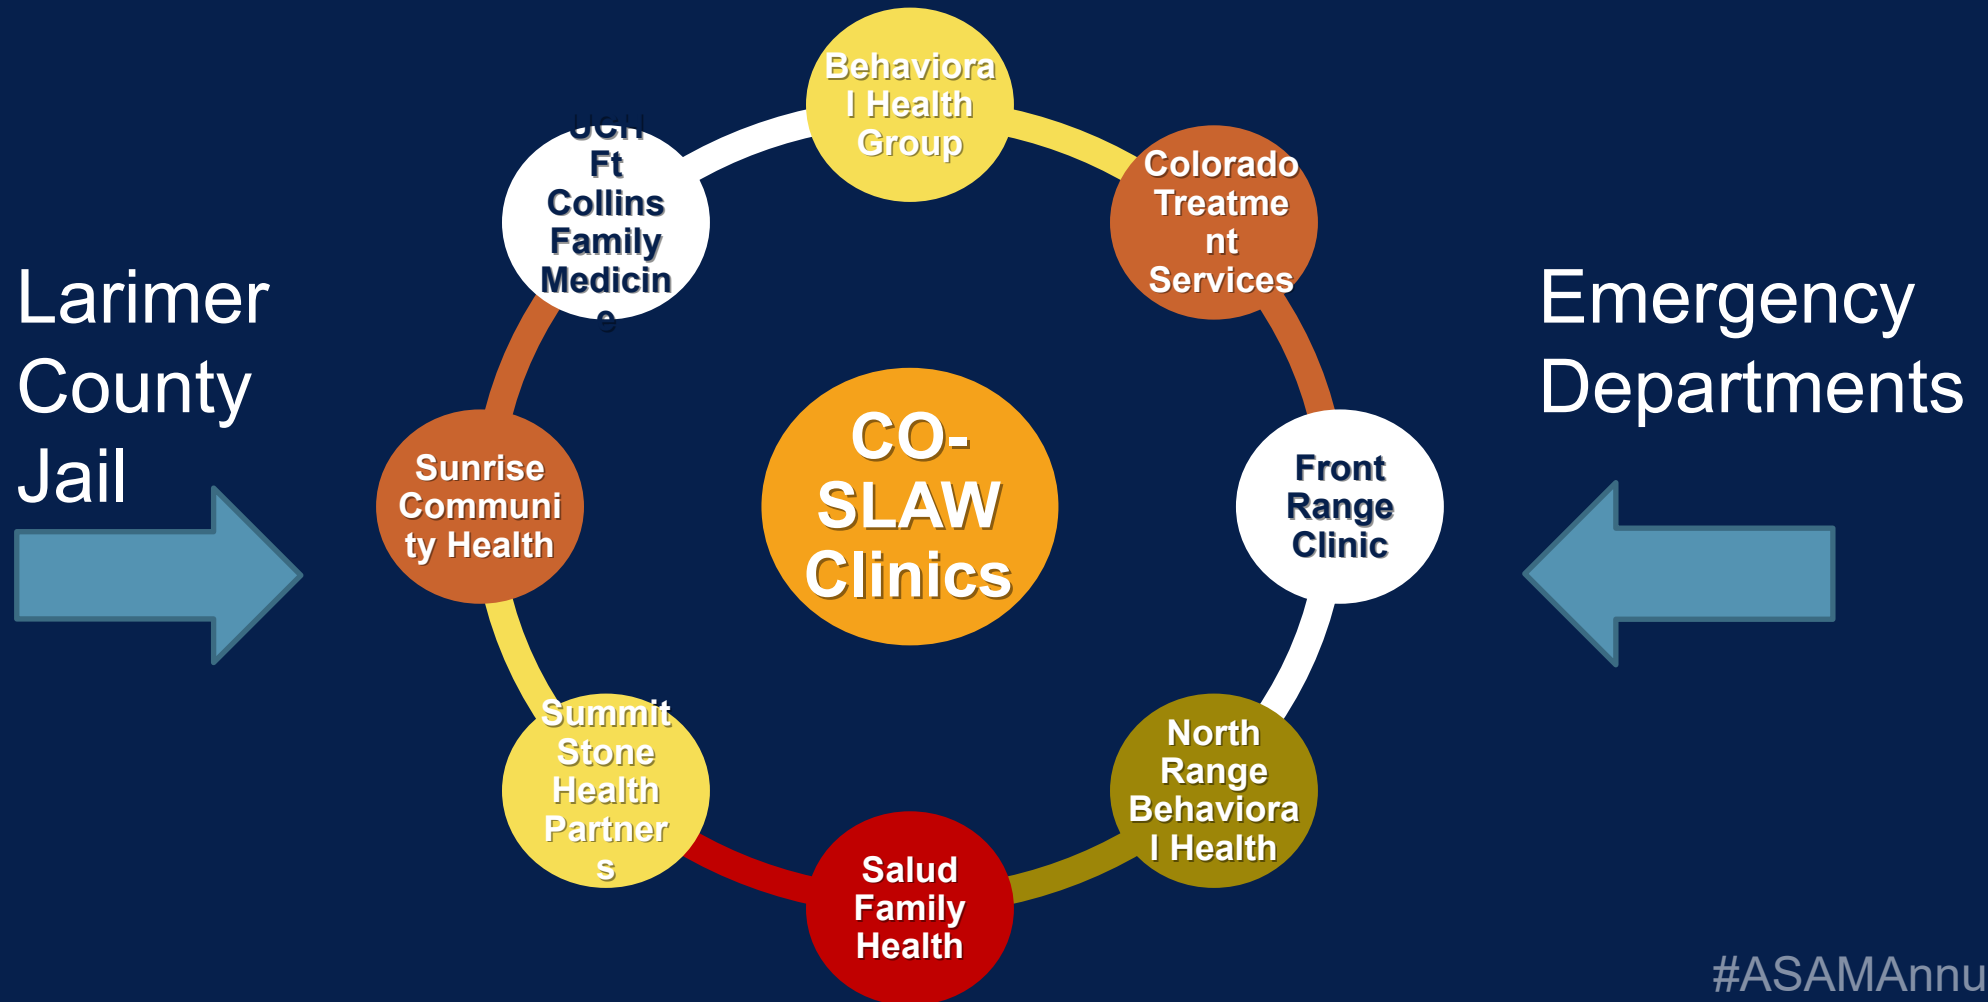 Behaviora
l Health
Group
UCH
Ft
Collins
Family
Medicin
e
Colorado
Treatme
nt
Services
Larimer
County
Jail
Emergency
Departments
CO-
SLAW
Clinics
Sunrise
Communi
ty Health
Front
Range
Clinic
Summit
Stone
Health
Partner
s
North
Range
Behaviora
l Health
Salud
Family
Health
#ASAMAnnu